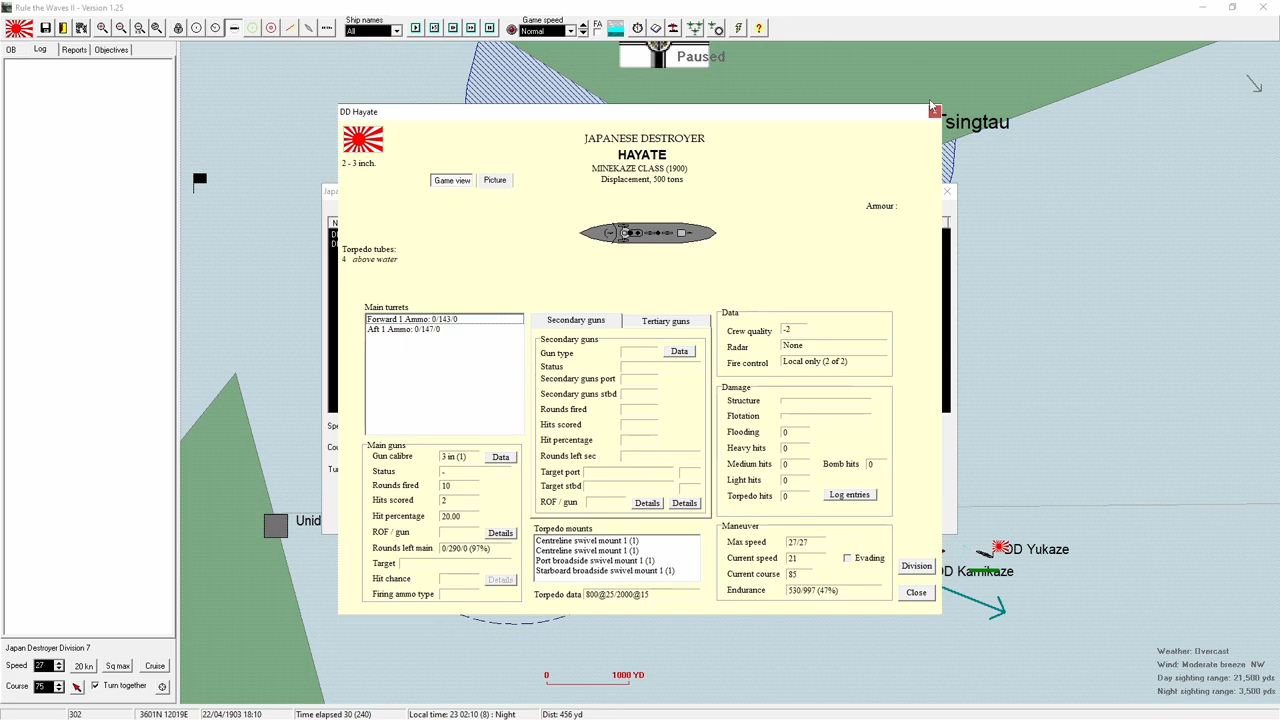 Rule the Waves II - Version 1.25
Ship names
All
Game speed
Normal
FA
OB
Log
Reports
Objectives
Paused
DD Hayate
JAPANESE DESTROYER
HAYATE
MINEKAZE CLASS (1900)
Displacement, 500 tons
2 - 3 inch.
Game view
Picture
Armour :
Torpedo tubes:
4 above water
Main turrets
Forward 1 Ammo: 0/143/0
Aft 1 Ammo: 0/147/0
Main guns
Gun calibre 3 in (1) Data
Status -
Rounds fired 10
Hits scored 2
Hit percentage 20.00
ROF / gun Details
Rounds left main 0/290/0 (97%)
Target
Hit chance Details
Firing ammo type
Secondary guns
Tertiary guns
Secondary guns
Gun type Data
Status
Secondary guns port
Secondary guns stbd
Rounds fired
Hits scored
Hit percentage
Rounds left sec
Target port
Target stbd
ROF / gun Details Details
Torpedo mounts
Centreline swivel mount 1 (1)
Centreline swivel mount 1 (1)
Port broadside swivel mount 1 (1)
Starboard broadside swivel mount 1 (1)
Torpedo data 800@25/2000@15
Data
Crew quality -2
Radar None
Fire control Local only (2 of 2)
Damage
Structure
Flotation
Flooding 0
Heavy hits 0
Medium hits 0 Bomb hits 0
Light hits 0
Torpedo hits 0 Log entries
Maneuver
Max speed 27/27
Current speed 21 Evading
Current course 85
Endurance 530/997 (47%)
Division
Close
Japa
N
Spe
Cou
Tur
Unid
singtau
DD Yukaze
DD Kamikaze
0 1000 YD
Weather: Overcast
Wind: Moderate breeze NW
Day sighting range: 21,500 yds
Night sighting range: 3,500 yds
Japan Destroyer Division 7
Speed 27 20 kn Sq max Cruise
Course 75 Turn together
302
3601N 12019E
22/04/1903 18:10
Time elapsed 30 (240)
Local time: 23 02:10 (8) : Night
Dist: 456 yd